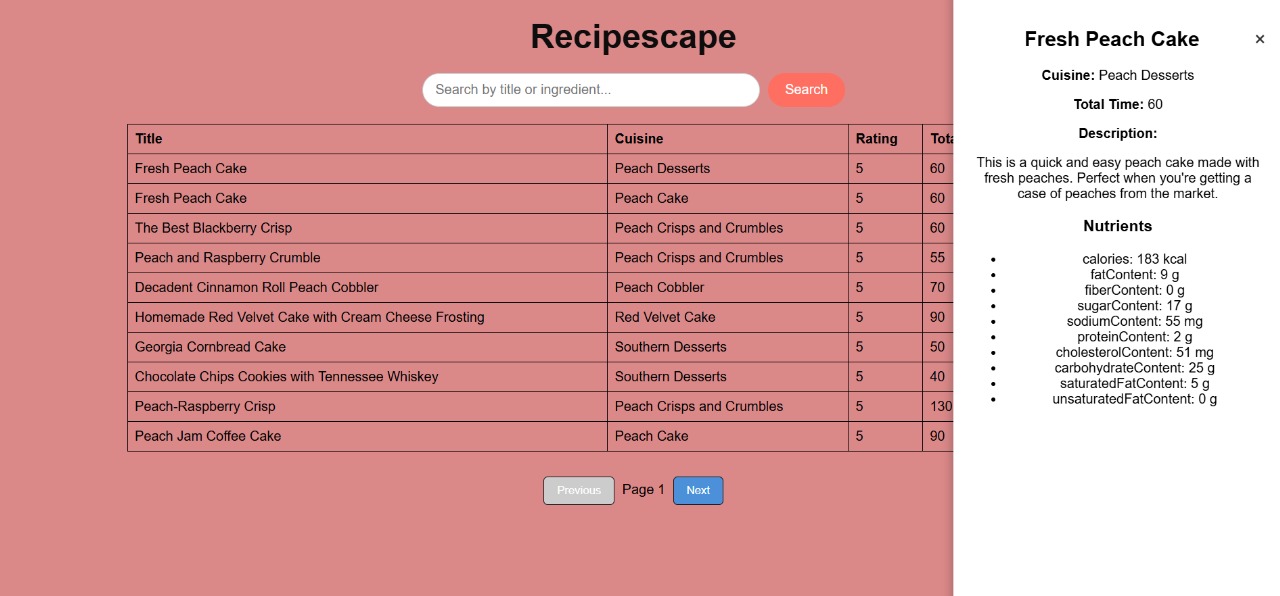 Recipescape
Search by title or ingredient...
Search
Title Cuisine Rating
Fresh Peach Cake Peach Desserts 5 60
Fresh Peach Cake Peach Cake 5 60
The Best Blackberry Crisp Peach Crisps and Crumbles 5 60
Peach and Raspberry Crumble Peach Crisps and Crumbles 5 55
Decadent Cinnamon Roll Peach Cobbler Peach Cobbler 5 70
Homemade Red Velvet Cake with Cream Cheese Frosting Red Velvet Cake 5 90
Georgia Cornbread Cake Southern Desserts 5 50
Chocolate Chips Cookies with Tennessee Whiskey Southern Desserts 5 40
Peach-Raspberry Crisp Peach Crisps and Crumbles 5 130
Peach Jam Coffee Cake Peach Cake 5 90
Previous Page 1 Next
Fresh Peach Cake ×
Cuisine: Peach Desserts
Total Time: 60
Description:
This is a quick and easy peach cake made with
fresh peaches. Perfect when you're getting a
case of peaches from the market.
Nutrients
• calories: 183 kcal
• fatContent: 9 g
• fiberContent: 0 g
• sugarContent: 17 g
• sodiumContent: 55 mg
• proteinContent: 2 g
• cholesterolContent: 51 mg
• carbohydrateContent: 25 g
• saturatedFatContent: 5 g
• unsaturatedFatContent: 0 g